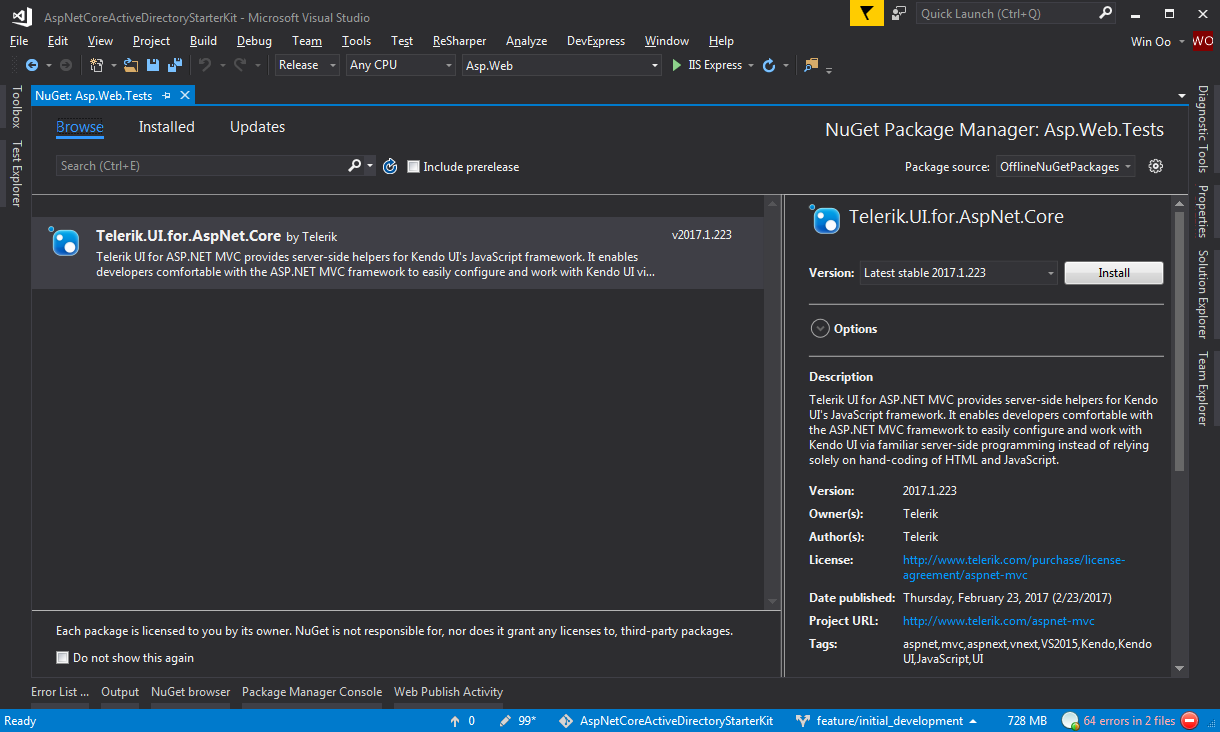 AspNetCoreActiveDirectoryStarterKit - Microsoft Visual Studio
Quick Launch (Ctrl+Q)
File Edit View Project Build Debug Team Tools Test ReSharper Analyze DevExpress Window Help
Win Oo WO
Release Any CPU Asp.Web IIS Express
NuGet: Asp.Web.Tests
Toolbox
Test Explorer
Browse Installed Updates
NuGet Package Manager: Asp.Web.Tests
Search (Ctrl+E)
Include prerelease
Package source: OfflineNuGetPackages
Telerik.UI.for.AspNet.Core by Telerik
v2017.1.223
Telerik UI for ASP.NET MVC provides server-side helpers for Kendo UI's JavaScript framework. It enables
developers comfortable with the ASP.NET MVC framework to easily configure and work with Kendo UI vi...
Each package is licensed to you by its owner. NuGet is not responsible for, nor does it grant any licenses to, third-party packages.
Do not show this again
Telerik.UI.for.AspNet.Core
Version: Latest stable 2017.1.223 Install
Options
Description
Telerik UI for ASP.NET MVC provides server-side helpers for Kendo
UI's JavaScript framework. It enables developers comfortable with
the ASP.NET MVC framework to easily configure and work with
Kendo UI via familiar server-side programming instead of relying
solely on hand-coding of HTML and JavaScript.
Version: 2017.1.223
Owner(s): Telerik
Author(s): Telerik
License: http://www.telerik.com/purchase/license-
agreement/aspnet-mvc
Date published: Thursday, February 23, 2017 (2/23/2017)
Project URL: http://www.telerik.com/aspnet-mvc
Tags: aspnet,mvc,aspnext,vnext,VS2015,Kendo,Kendo
UI,JavaScript,UI
Diagnostic Tools
Properties
Solution Explorer
Team Explorer
Error List ... Output NuGet browser Package Manager Console Web Publish Activity
Ready 0 99* AspNetCoreActiveDirectoryStarterKit feature/initial_development 728 MB 64 errors in 2 files